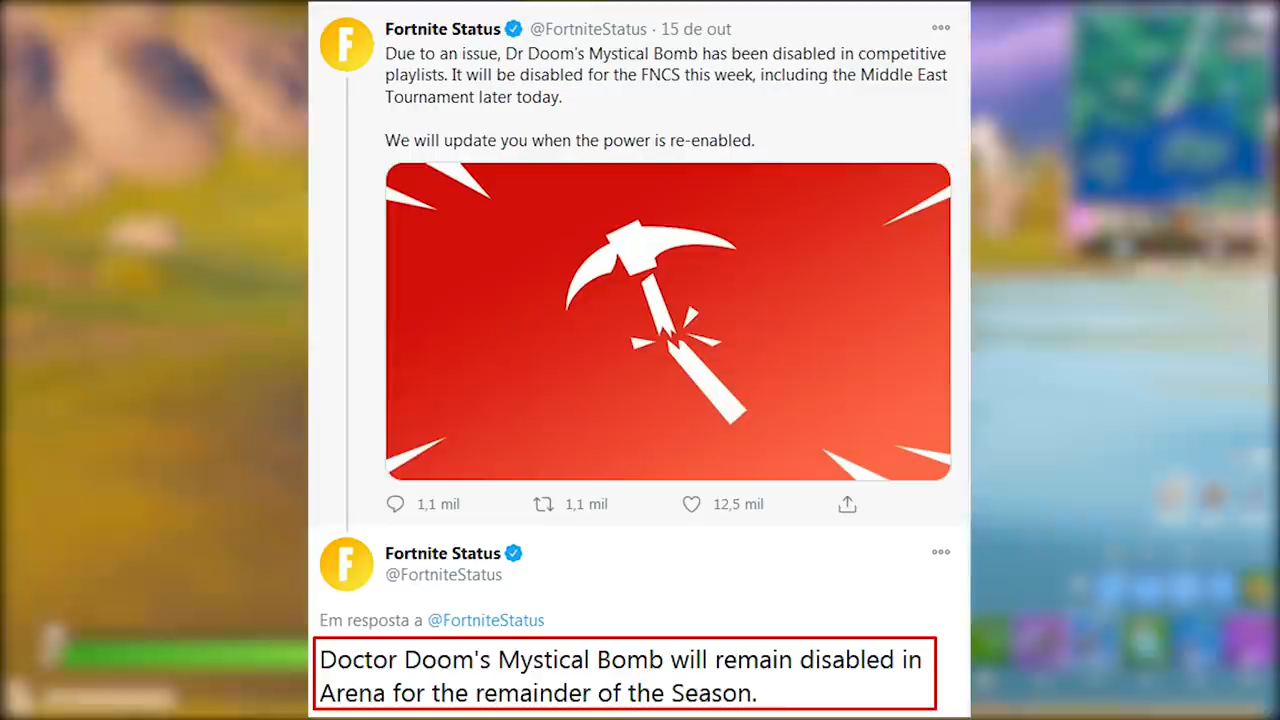 Fortnite Status @FortniteStatus · 15 de out
Due to an issue, Dr Doom's Mystical Bomb has been disabled in competitive
playlists. It will be disabled for the FNCS this week, including the Middle East
Tournament later today.
We will update you when the power is re-enabled.
1,1 mil 1,1 mil 12,5 mil
Fortnite Status
@FortniteStatus
Em resposta a @FortniteStatus
Doctor Doom's Mystical Bomb will remain disabled in
Arena for the remainder of the Season.